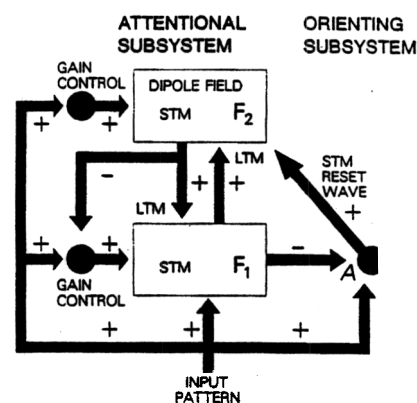 ATTENTIONAL
SUBSYSTEM
ORIENTING
SUBSYSTEM
GAIN
CONTROL
DIPOLE FIELD
STM F2
+ +
LTM
STM
RESET
WAVE
-
+ +
+
LTM
+ +
STM F1
-
A
GAIN
CONTROL
+ + +
INPUT
PATTERN